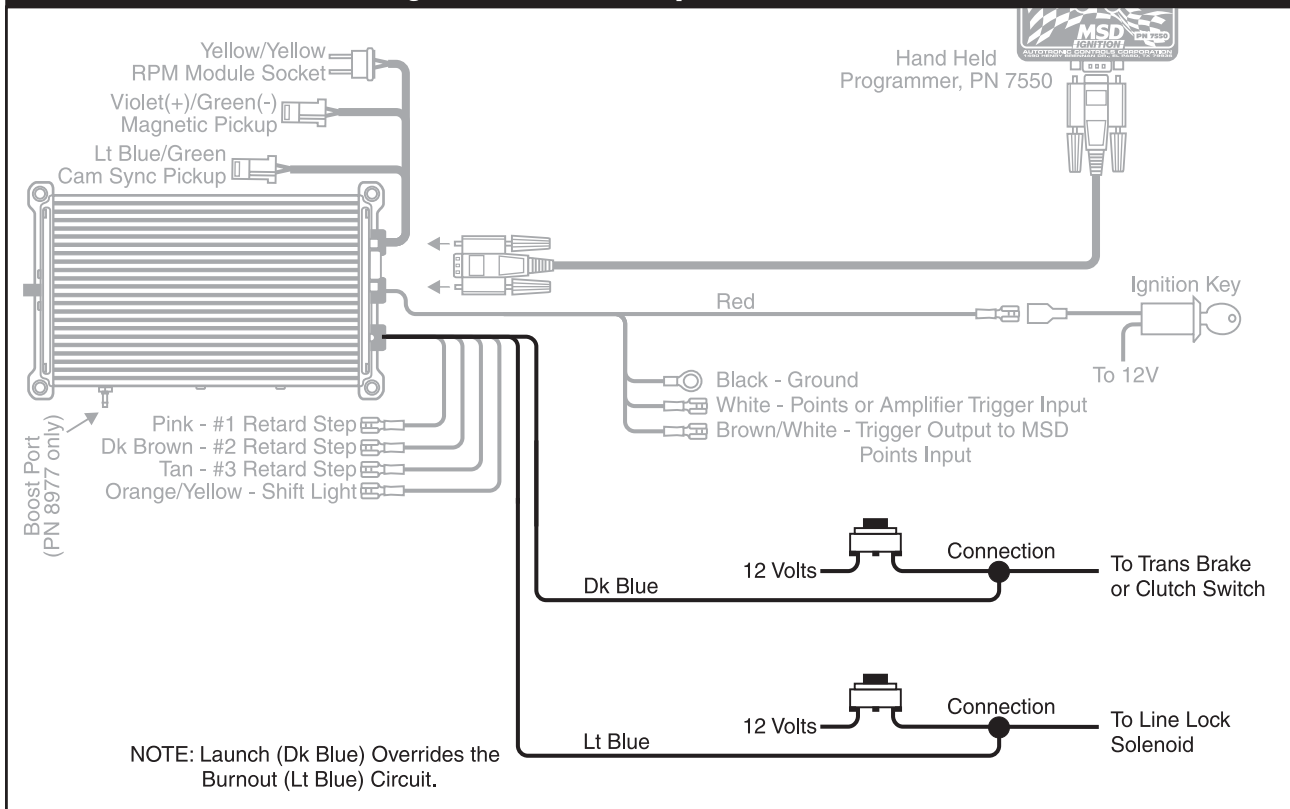 MSD
IGNITION
PN 7550
AUTOTRONIC CONTROLS CORPORATION
Hand Held
Programmer, PN 7550
Yellow/Yellow
RPM Module Socket
Violet(+)/Green(-)
Magnetic Pickup
Lt Blue/Green
Cam Sync Pickup
Red
Ignition Key
To 12V
Black - Ground
White - Points or Amplifier Trigger Input
Brown/White - Trigger Output to MSD
Points Input
Boost Port
(PN 8977 only)
Pink - #1 Retard Step
Dk Brown - #2 Retard Step
Tan - #3 Retard Step
Orange/Yellow - Shift Light
12 Volts
Connection
To Trans Brake
or Clutch Switch
Dk Blue
12 Volts
Connection
To Line Lock
Solenoid
Lt Blue
NOTE: Launch (Dk Blue) Overrides the
Burnout (Lt Blue) Circuit.